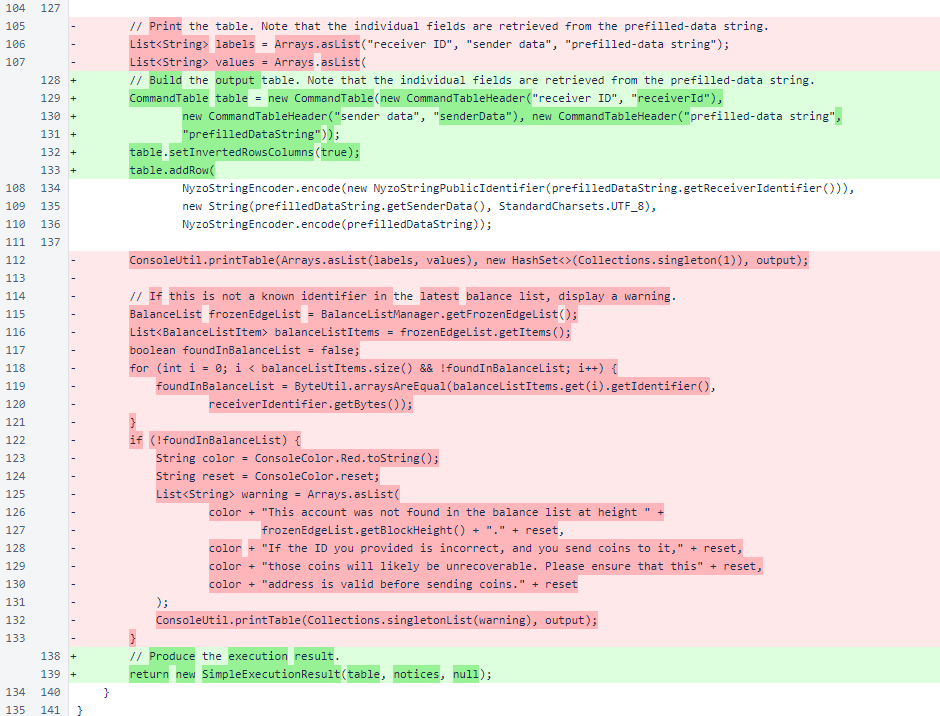 104 127
105 - // Print the table. Note that the individual fields are retrieved from the prefilled-data string.
106 - List<String> labels = Arrays.asList("receiver ID", "sender data", "prefilled-data string");
107 - List<String> values = Arrays.asList(
128 + // Build the output table. Note that the individual fields are retrieved from the prefilled-data string.
129 + CommandTable table = new CommandTable(new CommandTableHeader("receiver ID", "receiverId"),
130 + new CommandTableHeader("sender data", "senderData"), new CommandTableHeader("prefilled-data string",
131 + "prefilledDataString"));
132 + table.setInvertedRowsColumns(true);
133 + table.addRow(
108 134 NyzoStringEncoder.encode(new NyzoStringPublicIdentifier(prefilledDataString.getReceiverIdentifier())),
109 135 new String(prefilledDataString.getSenderData(), StandardCharsets.UTF_8),
110 136 NyzoStringEncoder.encode(prefilledDataString));
111 137
112 - ConsoleUtil.printTable(Arrays.asList(labels, values), new HashSet<>(Collections.singleton(1)), output);
113 -
114 - // If this is not a known identifier in the latest balance list, display a warning.
115 - BalanceList frozenEdgeList = BalanceListManager.getFrozenEdgeList();
116 - List<BalanceListItem> balanceListItems = frozenEdgeList.getItems();
117 - boolean foundInBalanceList = false;
118 - for (int i = 0; i < balanceListItems.size() && !foundInBalanceList; i++) {
119 - foundInBalanceList = ByteUtil.arraysAreEqual(balanceListItems.get(i).getIdentifier(),
120 - receiverIdentifier.getBytes());
121 - }
122 - if (!foundInBalanceList) {
123 - String color = ConsoleColor.Red.toString();
124 - String reset = ConsoleColor.reset;
125 - List<String> warning = Arrays.asList(
126 - color + "This account was not found in the balance list at height " +
127 - frozenEdgeList.getBlockHeight() + "." + reset,
128 - color + "If the ID you provided is incorrect, and you send coins to it," + reset,
129 - color + "those coins will likely be unrecoverable. Please ensure that this" + reset,
130 - color + "address is valid before sending coins." + reset
131 - );
132 - ConsoleUtil.printTable(Collections.singletonList(warning), output);
133 - }
138 + // Produce the execution result.
139 + return new SimpleExecutionResult(table, notices, null);
134 140 }
135 141 }